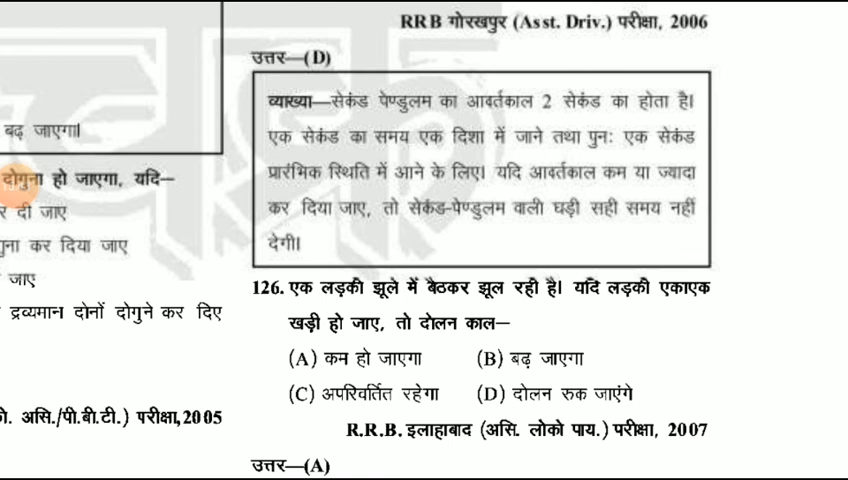 बढ़ जाएगा।
दोगुना हो जाएगा, यदि—
र दी जाए
गुना कर दिया जाए
जाए
द्रव्यमान दोनों दोगुने कर दिए
को. असि./पी.बी.टी.) परीक्षा,2005
RRB गोरखपुर (Asst. Driv.) परीक्षा, 2006
उत्तर—(D)
व्याख्या—सेकंड पेण्डुलम का आवर्तकाल 2 सेकंड का होता है।
एक सेकंड का समय एक दिशा में जाने तथा पुनः एक सेकंड
प्रारंभिक स्थिति में आने के लिए। यदि आवर्तकाल कम या ज्यादा
कर दिया जाए, तो सेकंड-पेण्डुलम वाली घड़ी सही समय नहीं
देगी।
126. एक लड़की झूले में बैठकर झूल रही है। यदि लड़की एकाएक
खड़ी हो जाए, तो दोलन काल—
(A) कम हो जाएगा (B) बढ़ जाएगा
(C) अपरिवर्तित रहेगा (D) दोलन रुक जाएंगे
R.R.B. इलाहाबाद (असि. लोको पाय.) परीक्षा, 2007
उत्तर—(A)